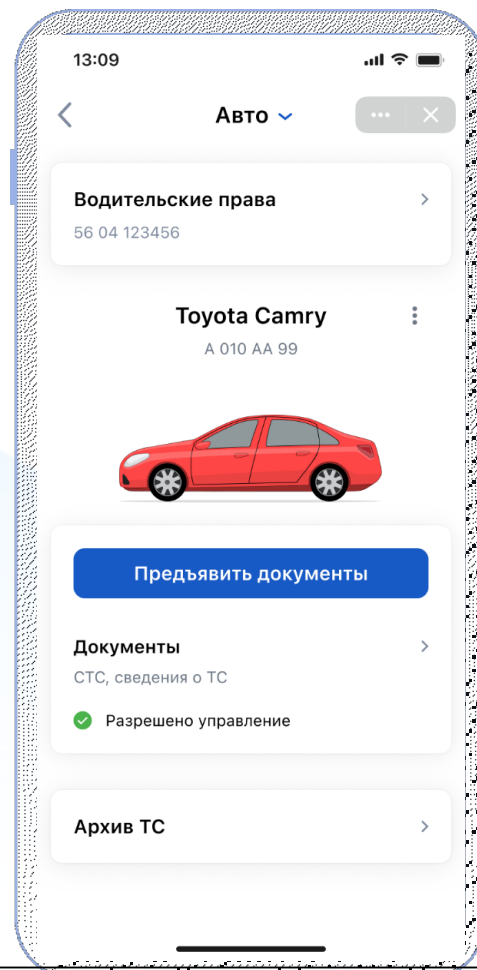 13:09
Авто
Водительские права
56 04 123456
Toyota Camry
А 010 АА 99
Предъявить документы
Документы
СТС, сведения о ТС
Разрешено управление
Архив ТС